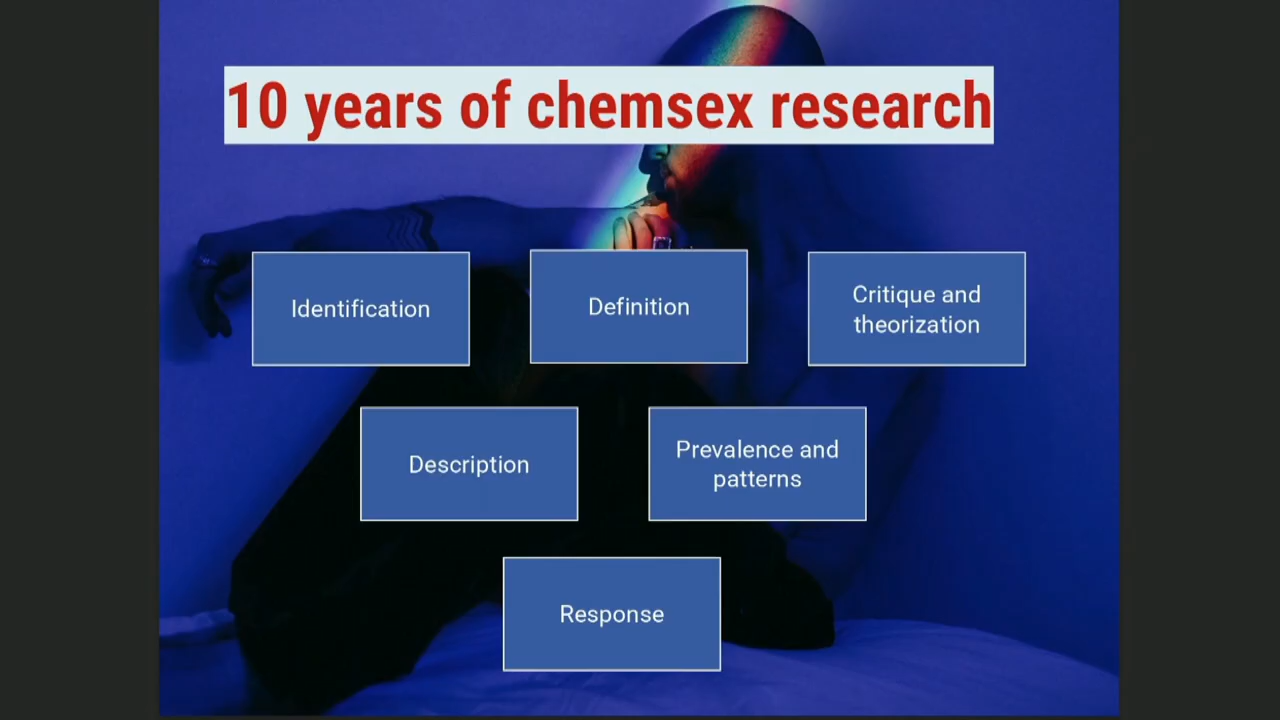 10 years of chemsex research
Identification
Definition
Critique and
theorization
Description
Prevalence and
patterns
Response